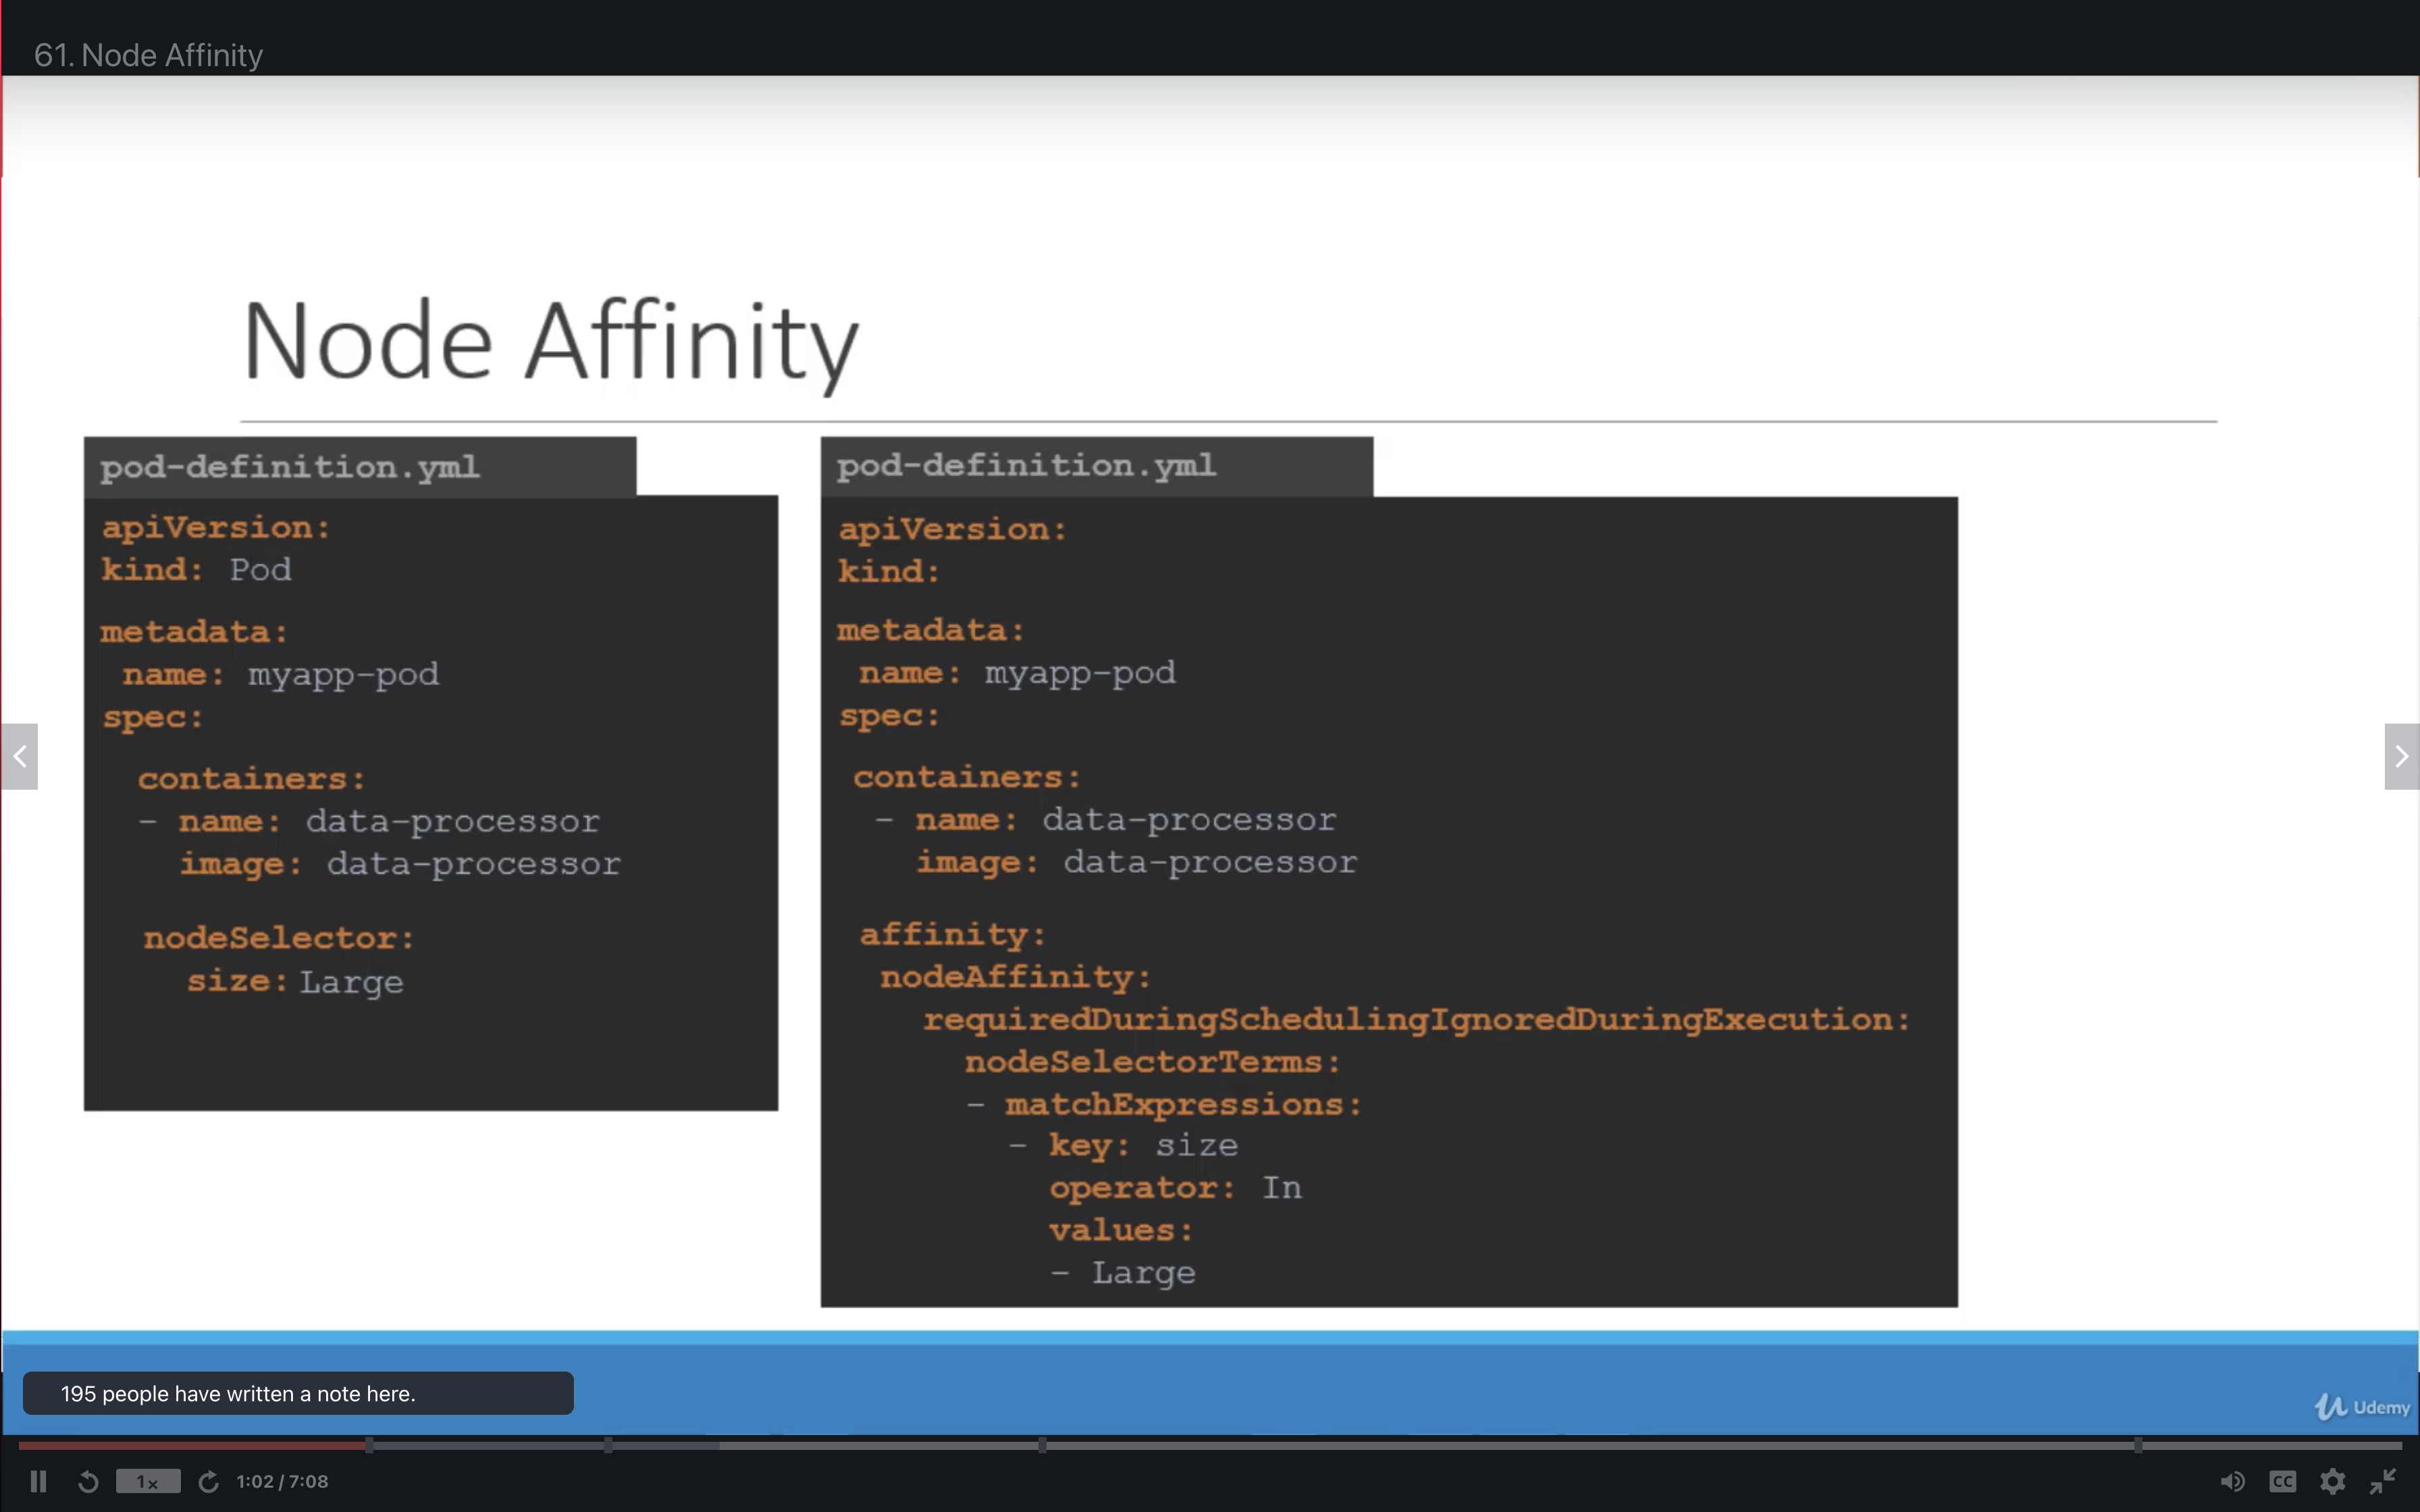 61. Node Affinity
Node Affinity
pod-definition.yml
apiVersion:
kind: Pod
metadata:
name: myapp-pod
spec:
containers:
- name: data-processor
image: data-processor
nodeSelector:
size: Large
pod-definition.yml
apiVersion:
kind:
metadata:
name: myapp-pod
spec:
containers:
- name: data-processor
image: data-processor
affinity:
nodeAffinity:
requiredDuringSchedulingIgnoredDuringExecution:
nodeSelectorTerms:
- matchExpressions:
- key: size
operator: In
values:
- Large
195 people have written a note here.
Udemy
1x
1:02 / 7:08
CC